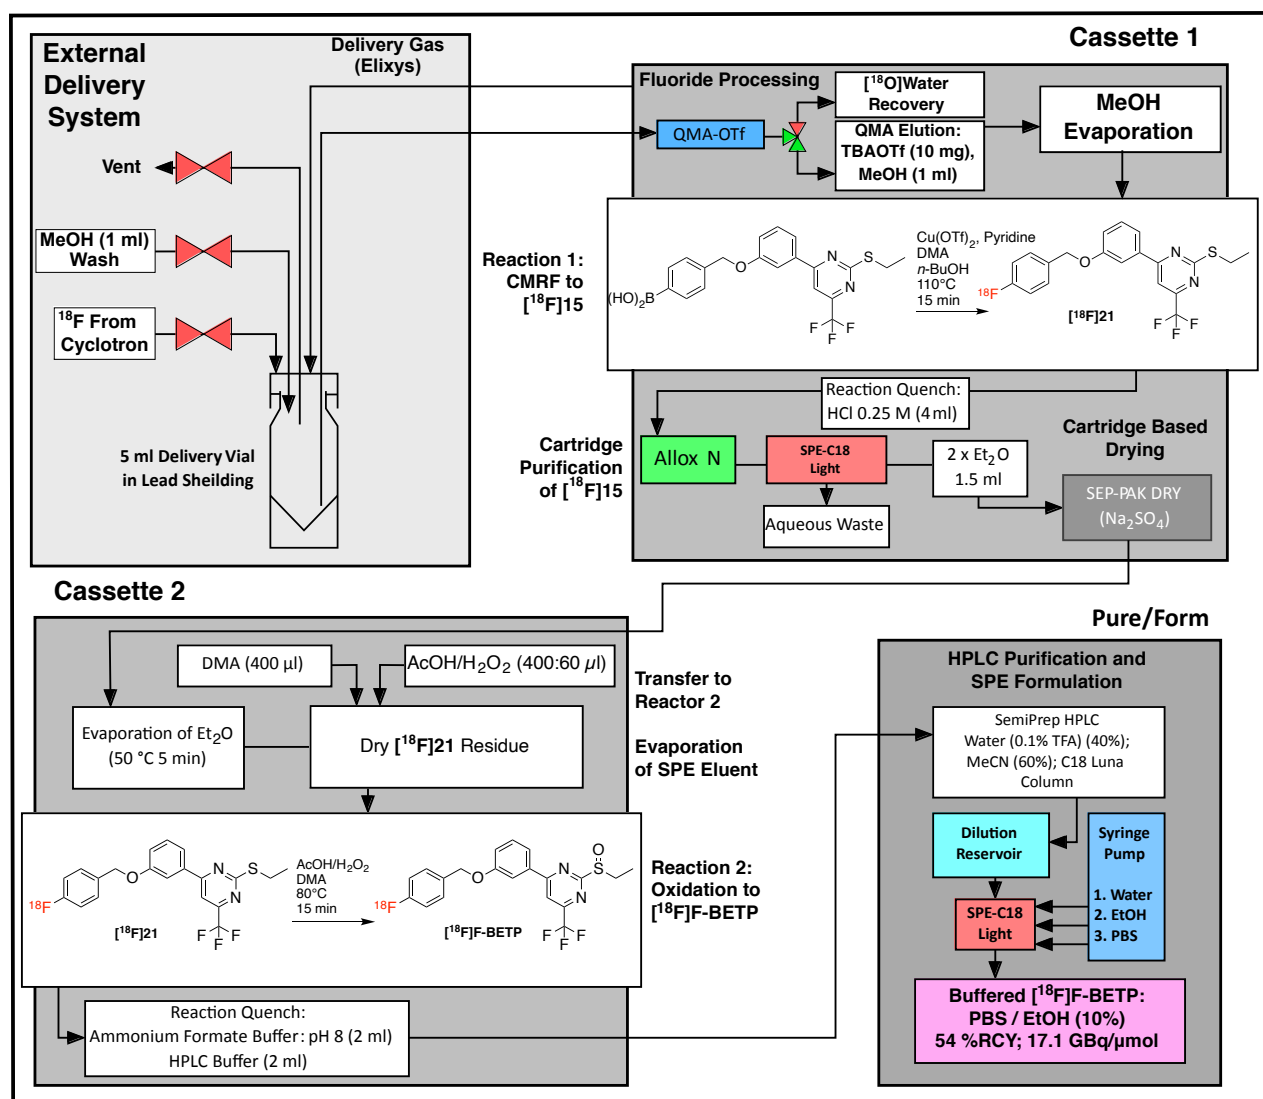 External
Delivery
System
Delivery Gas
(Elixys)
Vent
MeOH (1 ml)
Wash
¹⁸F From
Cyclotron
5 ml Delivery Vial
in Lead Sheilding
Cassette 1
Fluoride Processing
QMA-OTf
[¹⁸O]Water
Recovery
QMA Elution:
TBAOTf (10 mg),
MeOH (1 ml)
MeOH
Evaporation
Reaction 1:
CMRF to
[¹⁸F]15
(HO)₂B
O
N
N
S
F
F
F
Cu(OTf)₂, Pyridine
DMA
n-BuOH
110°C
15 min
¹⁸F
O
N
N
S
F
F
F
[¹⁸F]21
Reaction Quench:
HCl 0.25 M (4 ml)
Cartridge
Purification
of [¹⁸F]15
Allox N
SPE-C18
Light
Aqueous Waste
2 x Et₂O
1.5 ml
Cartridge Based
Drying
SEP-PAK DRY
(Na₂SO₄)
Cassette 2
DMA (400 µl)
AcOH/H₂O₂ (400:60 µl)
Transfer to
Reactor 2
Evaporation of Et₂O
(50 °C 5 min)
Dry [¹⁸F]21 Residue
Evaporation
of SPE Eluent
¹⁸F
O
N
N
S
F
F
F
[¹⁸F]21
AcOH/H₂O₂
DMA
80°C
15 min
¹⁸F
O
N
N
O
S
F
F
F
[¹⁸F]F-BETP
Reaction 2:
Oxidation to
[¹⁸F]F-BETP
Reaction Quench:
Ammonium Formate Buffer: pH 8 (2 ml)
HPLC Buffer (2 ml)
Pure/Form
HPLC Purification and
SPE Formulation
SemiPrep HPLC
Water (0.1% TFA) (40%);
MeCN (60%); C18 Luna
Column
Dilution
Reservoir
Syringe
Pump
1. Water
2. EtOH
3. PBS
SPE-C18
Light
Buffered [¹⁸F]F-BETP:
PBS / EtOH (10%)
54 %RCY; 17.1 GBq/µmol